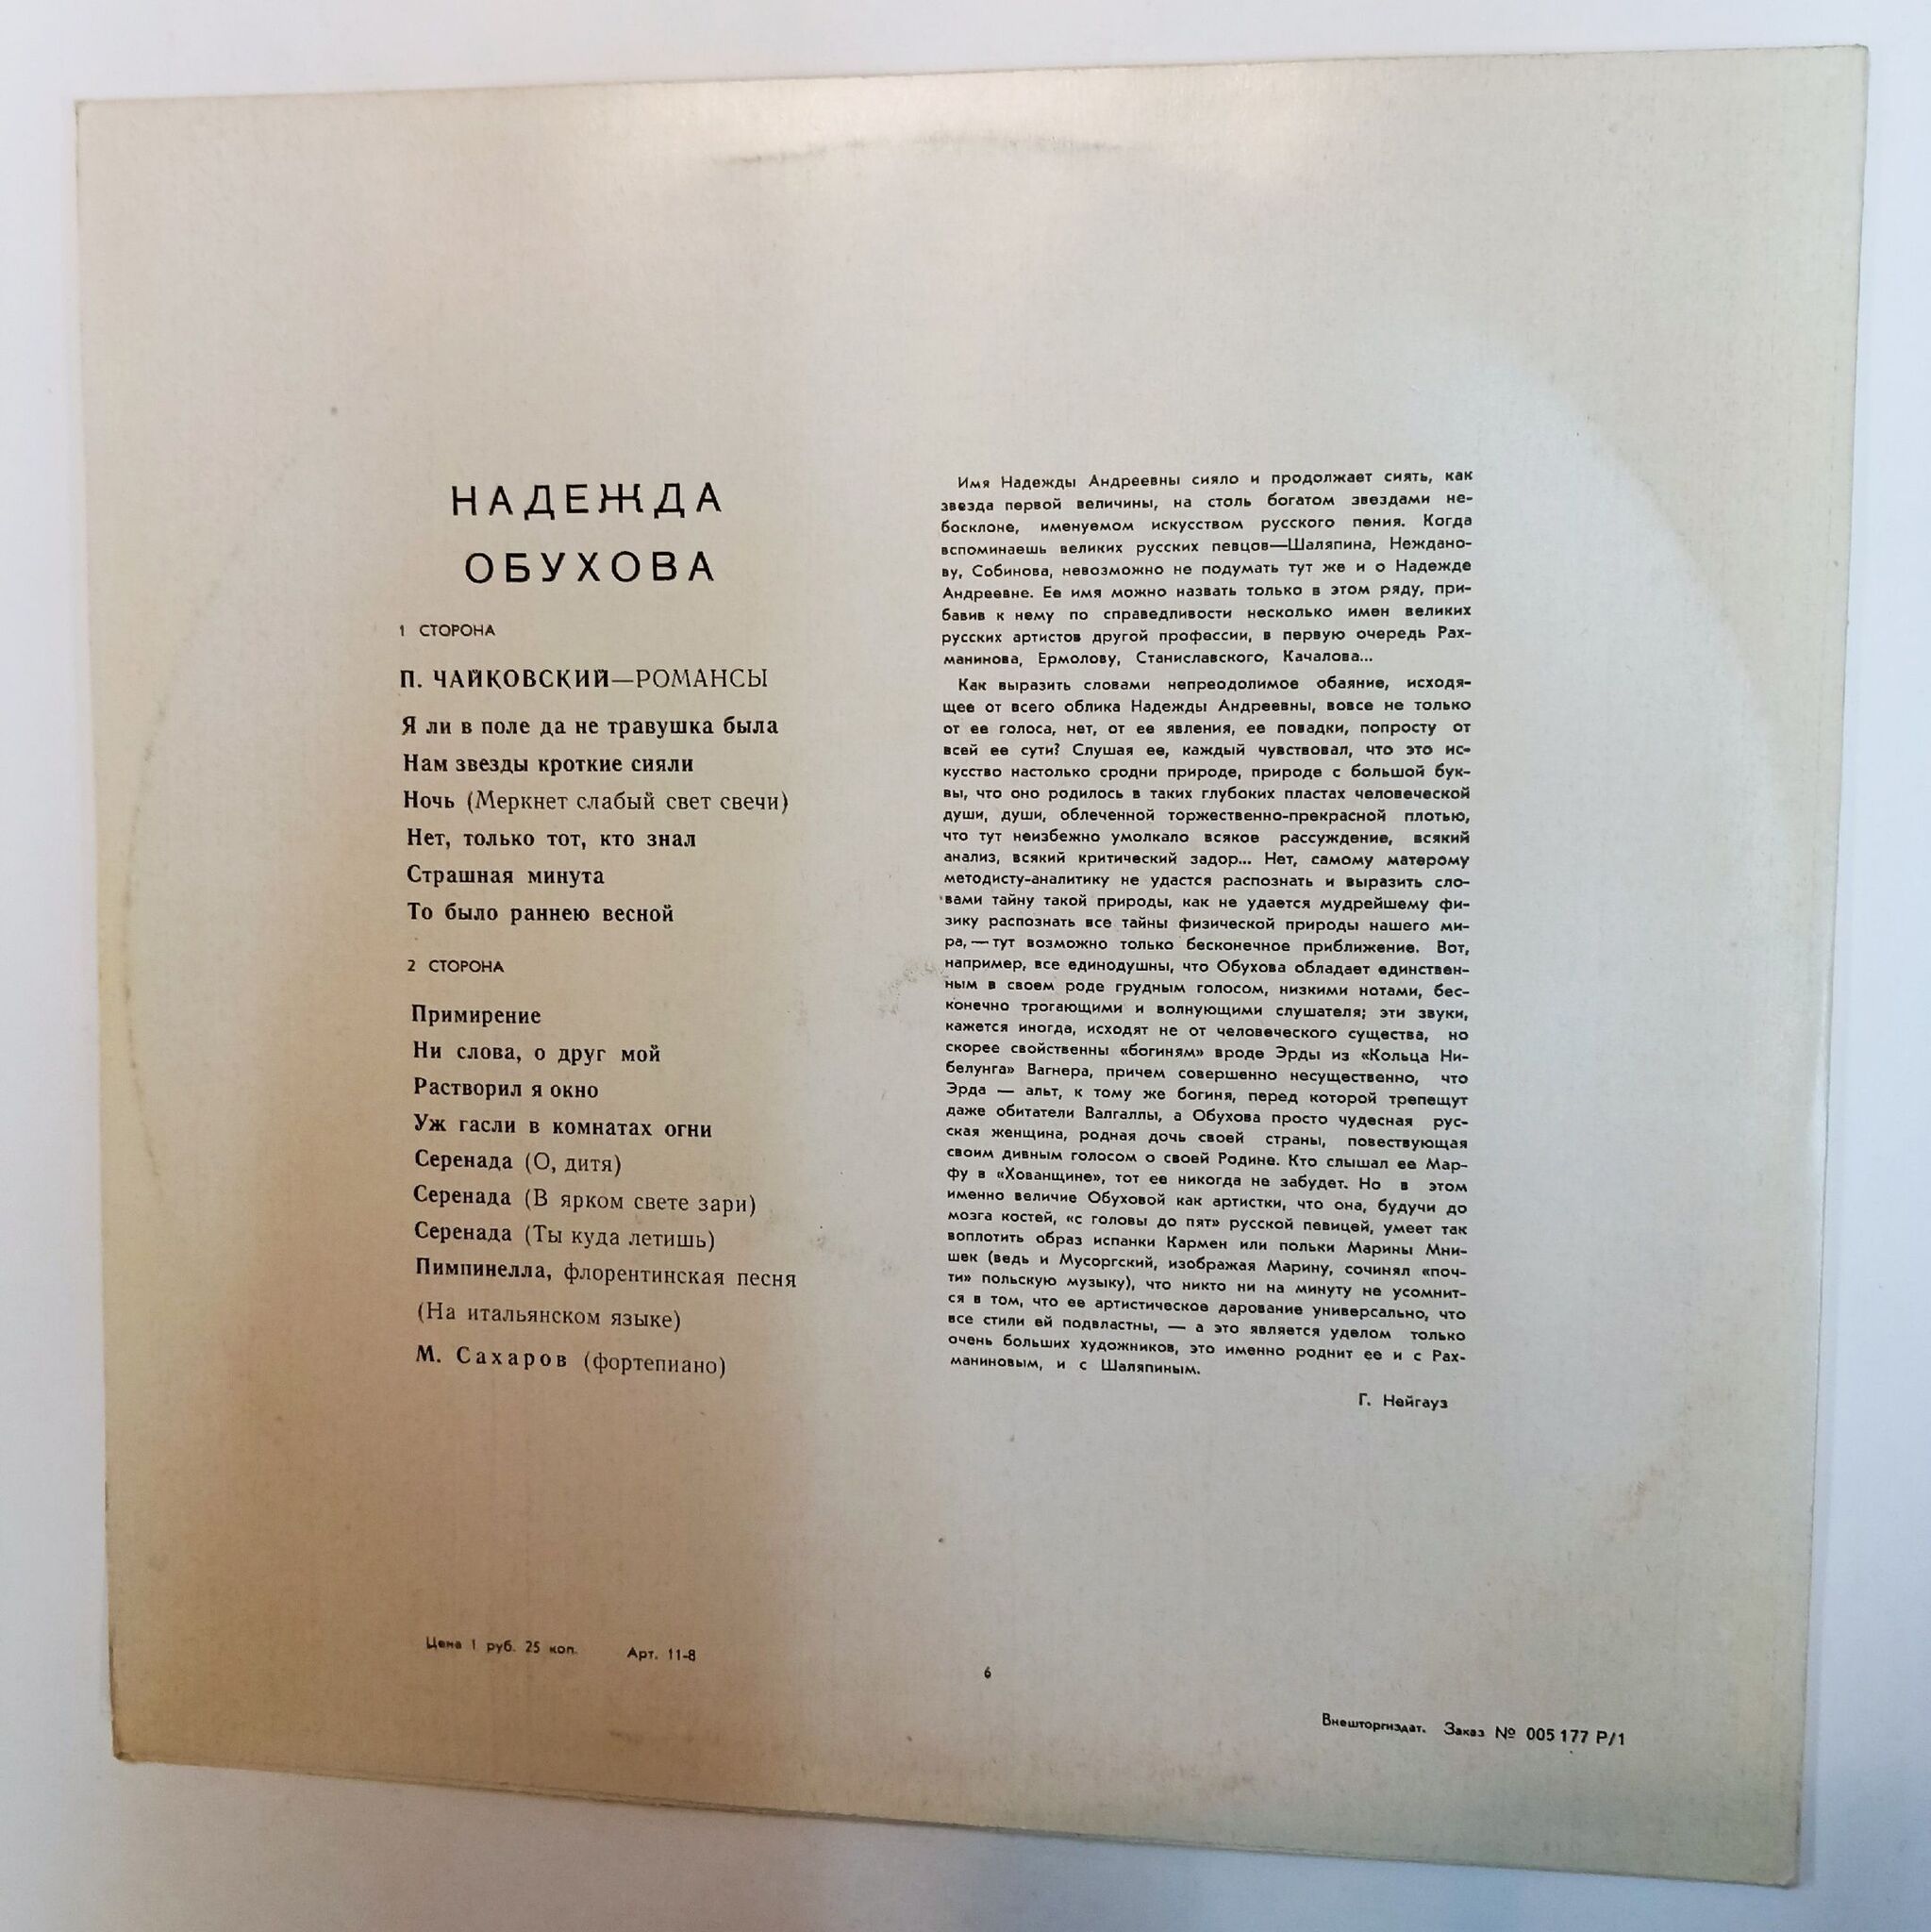 НАДЕЖДА
ОБУХОВА
1 СТОРОНА
П. ЧАЙКОВСКИЙ—РОМАНСЫ
Я ли в поле да не травушка была
Нам звезды кроткие сияли
Ночь (Меркнет слабый свет свечи)
Нет, только тот, кто знал
Страшная минута
То было раннею весной
2 СТОРОНА
Примирение
Ни слова, о друг мой
Растворил я окно
Уж гасли в комнатах огни
Серенада (О, дитя)
Серенада (В ярком свете зари)
Серенада (Ты куда летишь)
Пимпинелла, флорентинская песня
(На итальянском языке)
М. Сахаров (фортепиано)
Имя Надежды Андреевны сияло и продолжает сиять, как
звезда первой величины, на столь богатом звездами не-
босклоне, именуемом искусством русского пения. Когда
вспоминаешь великих русских певцов—Шаляпина, Неждано-
ву, Собинова, невозможно не подумать тут же и о Надежде
Андреевне. Ее имя можно назвать только в этом ряду, при-
бавив к нему по справедливости несколько имен великих
русских артистов другой профессии, в первую очередь Рах-
манинова, Ермолову, Станиславского, Качалова...
Как выразить словами непреодолимое обаяние, исходя-
щее от всего облика Надежды Андреевны, вовсе не только
от ее голоса, нет, от ее явления, ее повадки, попросту от
всей ее сути? Слушая ее, каждый чувствовал, что это ис-
кусство настолько сродни природе, природе с большой бук-
вы, что оно родилось в таких глубоких пластах человеческой
души, души, облеченной торжественно-прекрасной плотью,
что тут неизбежно умолкало всякое рассуждение, всякий
анализ, всякий критический задор... Нет, самому матерому
методисту-аналитику не удастся распознать и выразить сло-
вами тайну такой природы, как не удается мудрейшему фи-
зику распознать все тайны физической природы нашего ми-
ра,—тут возможно только бесконечное приближение. Вот,
например, все единодушны, что Обухова обладает единствен-
ным в своем роде грудным голосом, низкими нотами, бес-
конечно трогающими и волнующими слушателя; эти звуки,
кажется иногда, исходят не от человеческого существа, но
скорее свойственны «богиням» вроде Эрды из «Кольца Ни-
белунга» Вагнера, причем совершенно несущественно, что
Эрда — альт, к тому же богиня, перед которой трепещут
даже обитатели Валгаллы, а Обухова просто чудесная рус-
ская женщина, родная дочь своей страны, повествующая
своим дивным голосом о своей Родине. Кто слышал ее Мар-
фу в «Хованщине», тот ее никогда не забудет. Но в этом
именно величие Обуховой как артистки, что она, будучи до
мозга костей, «с головы до пят» русской певицей, умеет так
воплотить образ испанки Кармен или польки Марины Мни-
шек (ведь и Мусоргский, изображая Марину, сочинял «поч-
ти» польскую музыку), что никто ни на минуту не усомнит-
ся в том, что ее артистическое дарование универсально, что
все стили ей подвластны, — а это является уделом только
очень больших художников, это именно роднит ее и с Рах-
маниновым, и с Шаляпиным.
Г. Нейгауз
Цена 1 руб. 25 коп. Арт. 11-8
6
Внешторгиздат. Заказ № 005177 Р/1